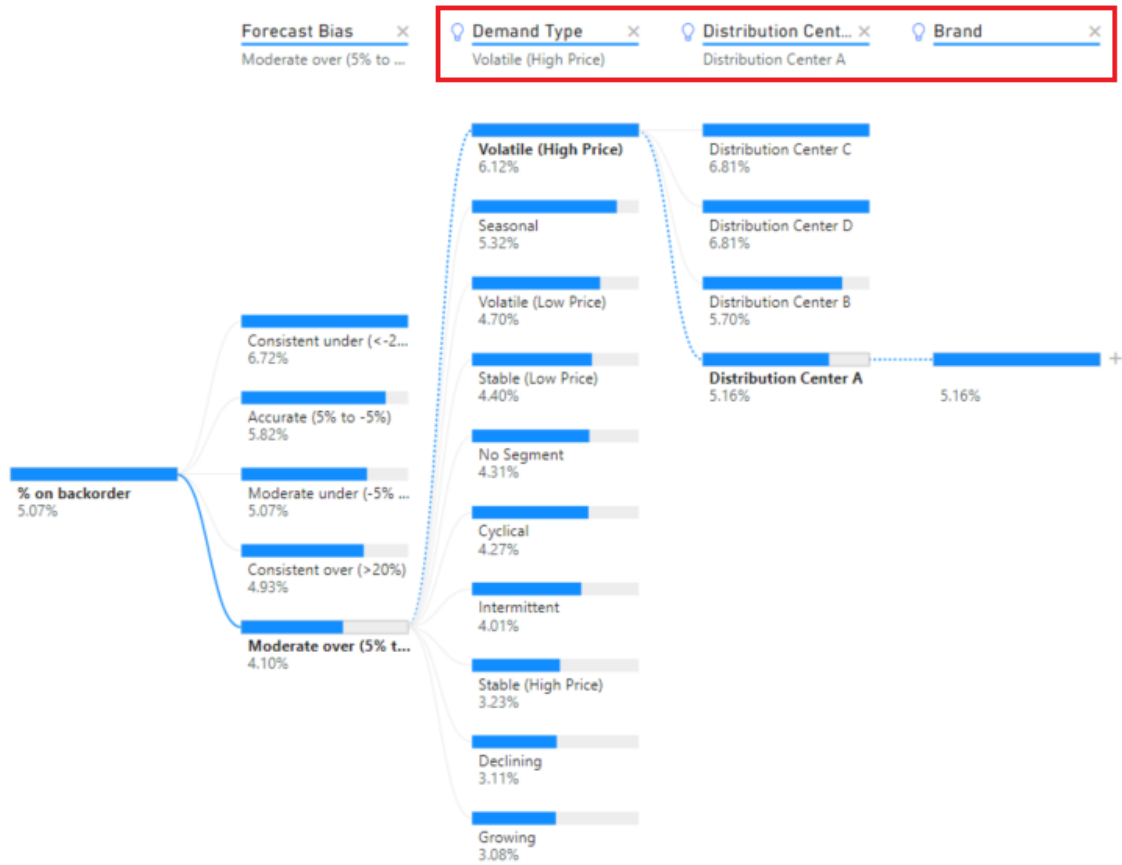 Forecast Bias ×
Moderate over (5% to ...
Demand Type ×
Volatile (High Price)
Distribution Cent... ×
Distribution Center A
Brand ×
% on backorder
5.07%
Consistent under (<-2...
6.72%
Accurate (5% to -5%)
5.82%
Moderate under (-5% ...
5.07%
Consistent over (>20%)
4.93%
Moderate over (5% t...
4.10%
Volatile (High Price)
6.12%
Seasonal
5.32%
Volatile (Low Price)
4.70%
Stable (Low Price)
4.40%
No Segment
4.31%
Cyclical
4.27%
Intermittent
4.01%
Stable (High Price)
3.23%
Declining
3.11%
Growing
3.08%
Distribution Center C
6.81%
Distribution Center D
6.81%
Distribution Center B
5.70%
Distribution Center A
5.16%
5.16%
+